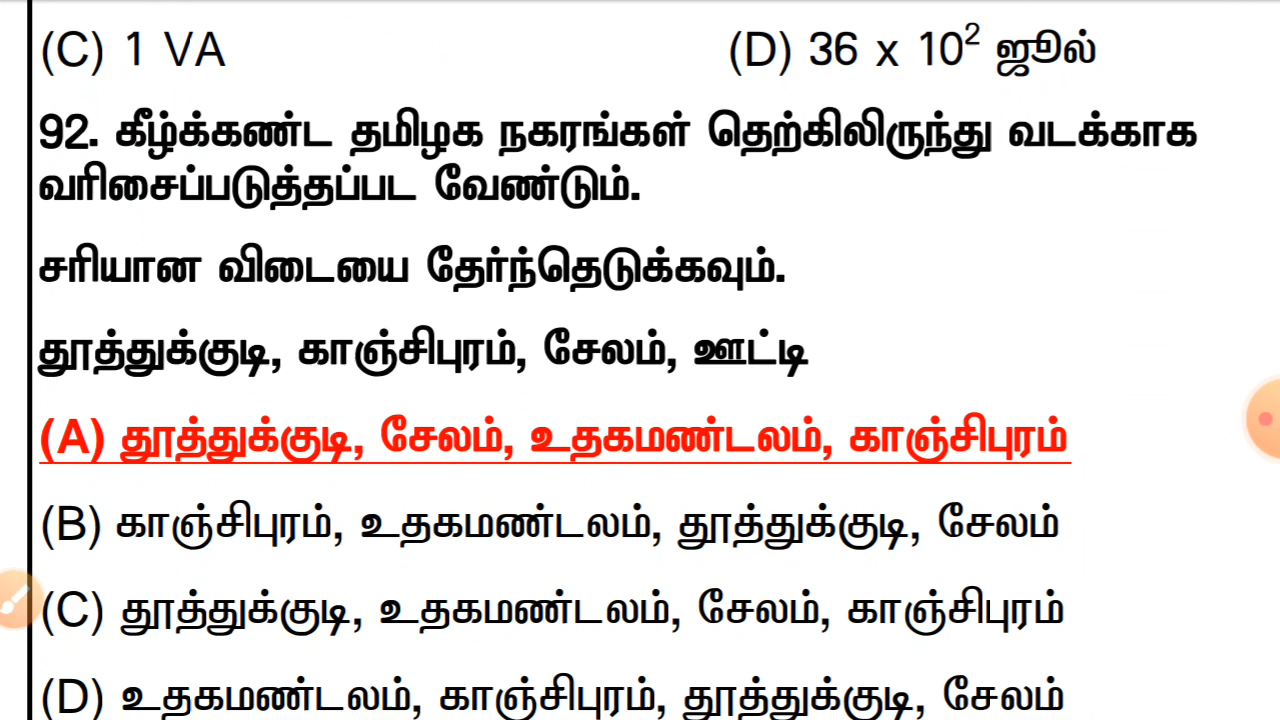 (C) 1 VA (D) 36 x 10² ஜூல்
92. கீழ்க்கண்ட தமிழக நகரங்கள் தெற்கிலிருந்து வடக்காக
வரிசைப்படுத்தப்பட வேண்டும்.
சரியான விடையை தேர்ந்தெடுக்கவும்.
தூத்துக்குடி, காஞ்சிபுரம், சேலம், ஊட்டி
(A) தூத்துக்குடி, சேலம், உதகமண்டலம், காஞ்சிபுரம்
(B) காஞ்சிபுரம், உதகமண்டலம், தூத்துக்குடி, சேலம்
(C) தூத்துக்குடி, உதகமண்டலம், சேலம், காஞ்சிபுரம்
(D) உதகமண்டலம், காஞ்சிபுரம், தூத்துக்குடி, சேலம்